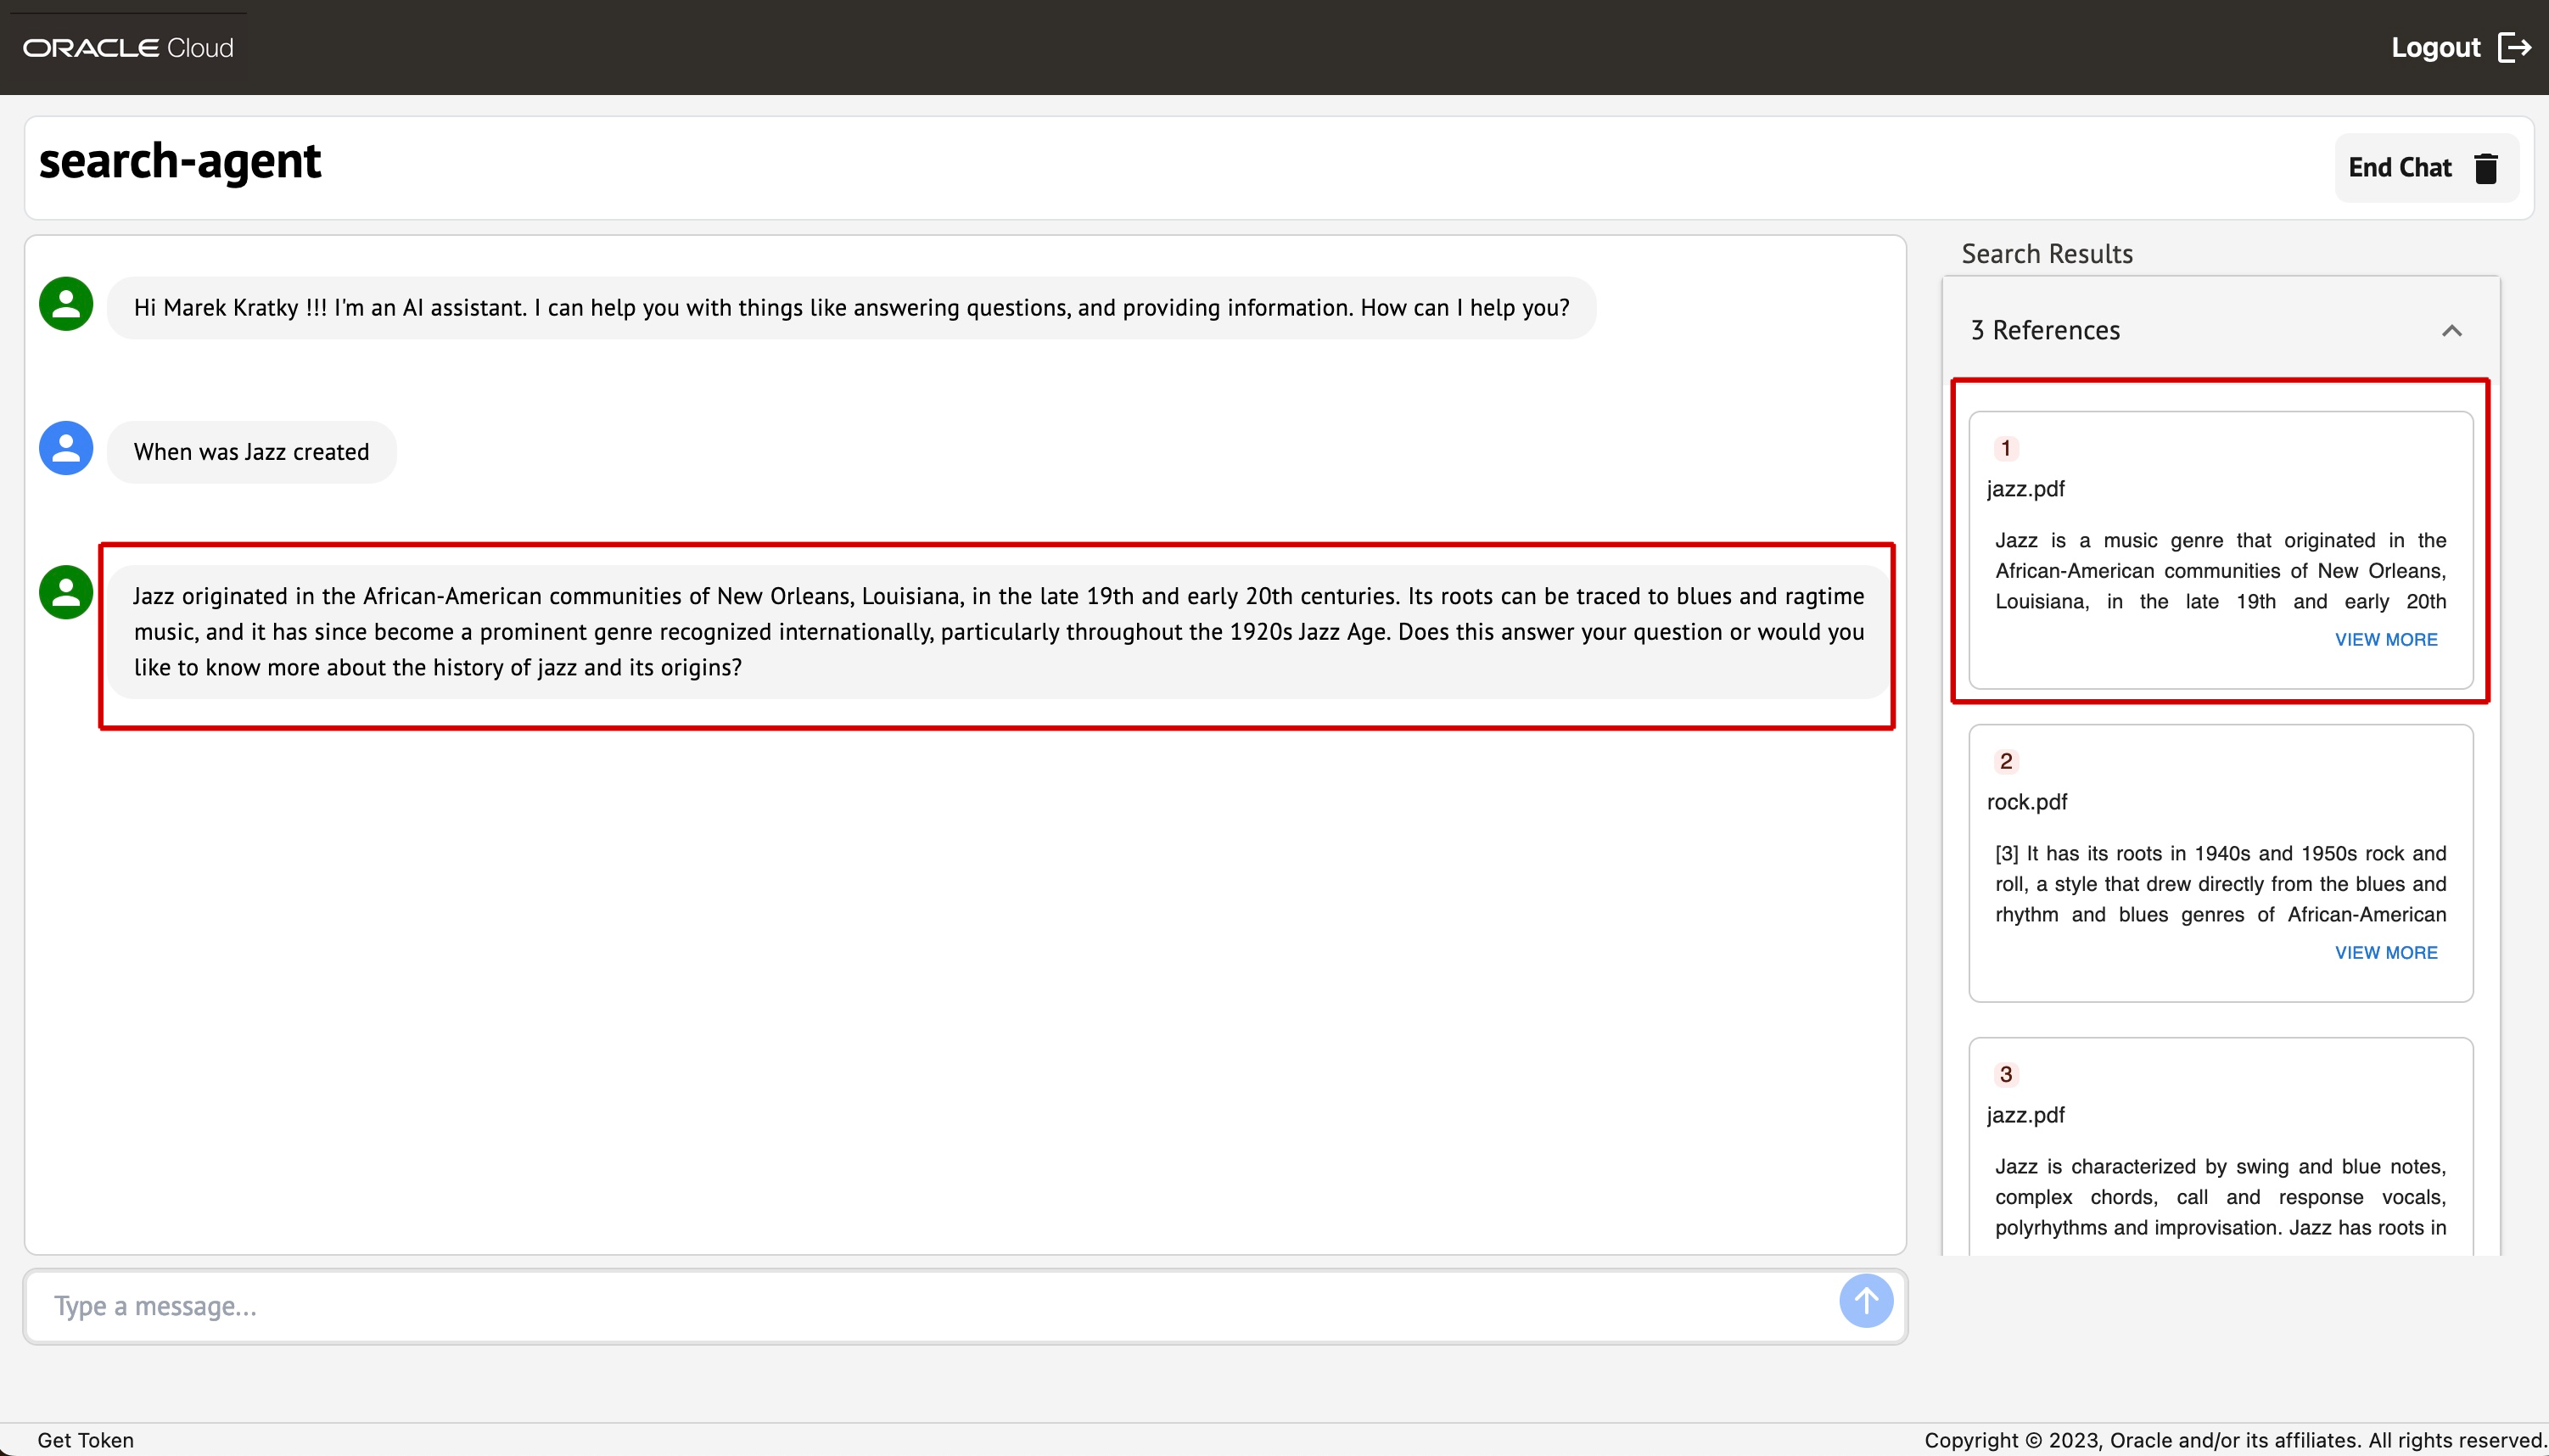 ORACLE Cloud
Logout
search-agent
End Chat
Hi Marek Kratky !!! I'm an AI assistant. I can help you with things like answering questions, and providing information. How can I help you?
When was Jazz created
Jazz originated in the African-American communities of New Orleans, Louisiana, in the late 19th and early 20th centuries. Its roots can be traced to blues and ragtime
music, and it has since become a prominent genre recognized internationally, particularly throughout the 1920s Jazz Age. Does this answer your question or would you
like to know more about the history of jazz and its origins?
Type a message...
Search Results
3 References
1
jazz.pdf
Jazz is a music genre that originated in the
African-American communities of New Orleans,
Louisiana, in the late 19th and early 20th
VIEW MORE
2
rock.pdf
[3] It has its roots in 1940s and 1950s rock and
roll, a style that drew directly from the blues and
rhythm and blues genres of African-American
VIEW MORE
3
jazz.pdf
Jazz is characterized by swing and blue notes,
complex chords, call and response vocals,
polyrhythms and improvisation. Jazz has roots in
Get Token
Copyright © 2023, Oracle and/or its affiliates. All rights reserved.